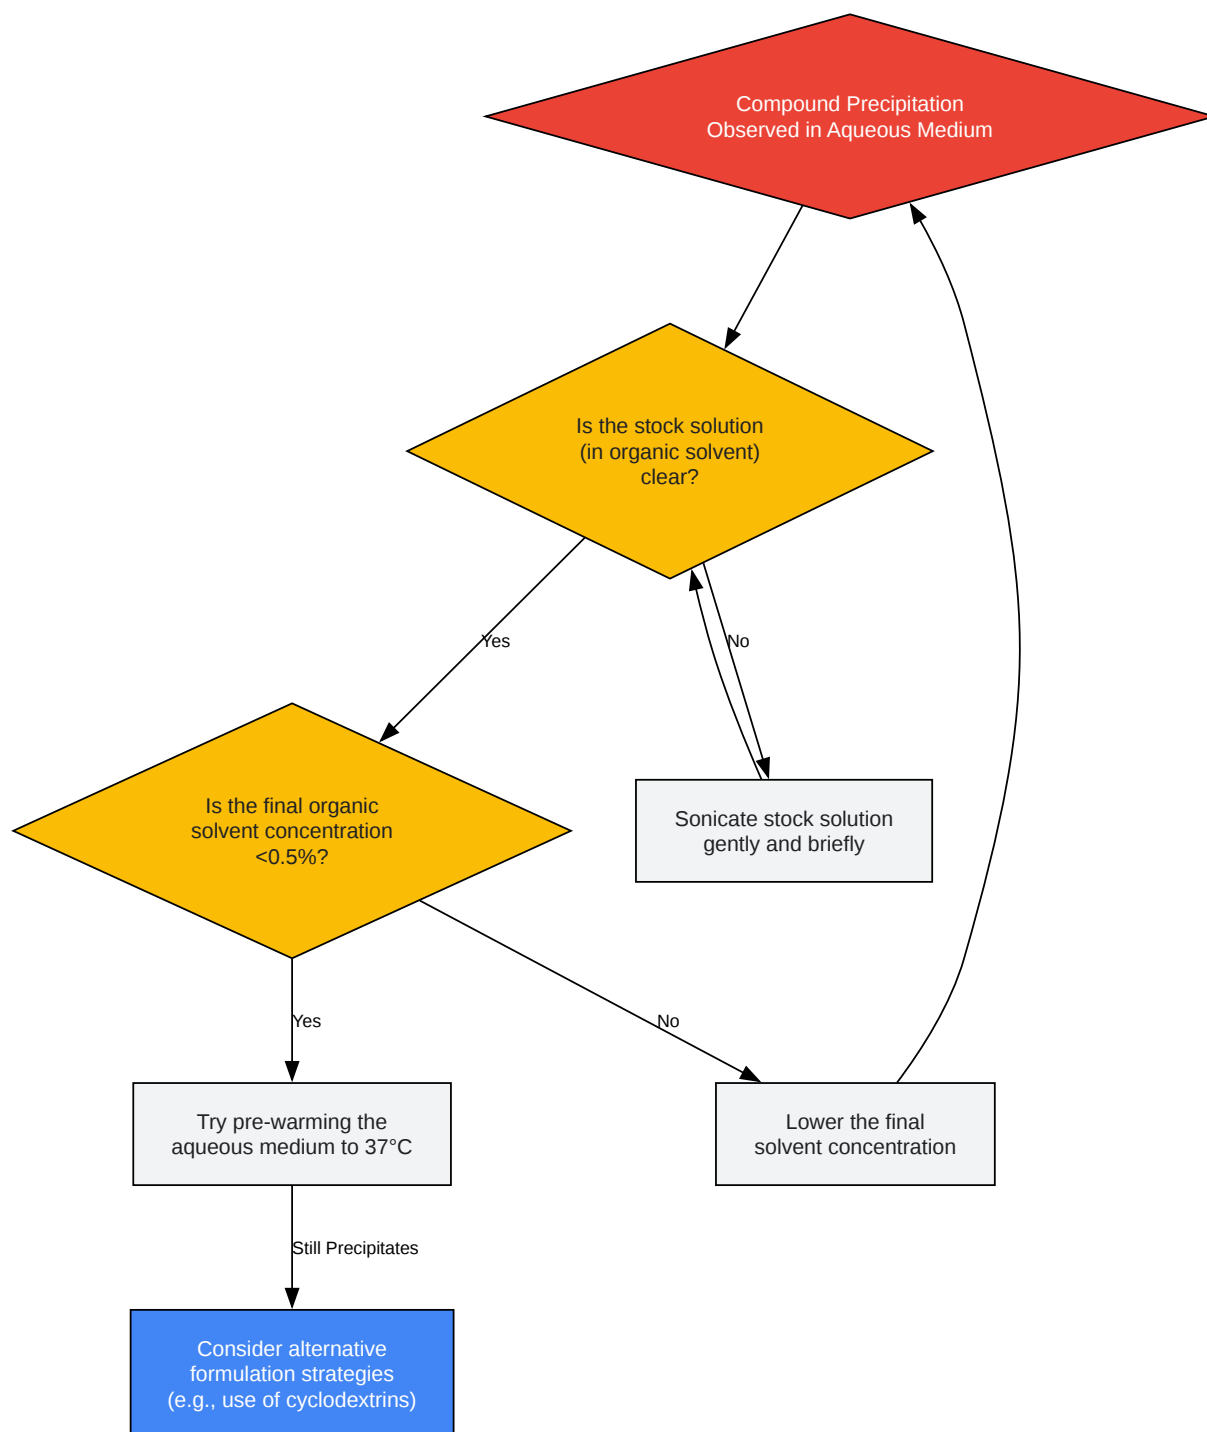 Compound Precipitation
Observed in Aqueous Medium
Is the stock solution
(in organic solvent)
clear?
Yes
No
Is the final organic
solvent concentration
<0.5%?
Sonicate stock solution
gently and briefly
Yes
No
Try pre-warming the
aqueous medium to 37°C
Lower the final
solvent concentration
Still Precipitates
Consider alternative
formulation strategies
(e.g., use of cyclodextrins)